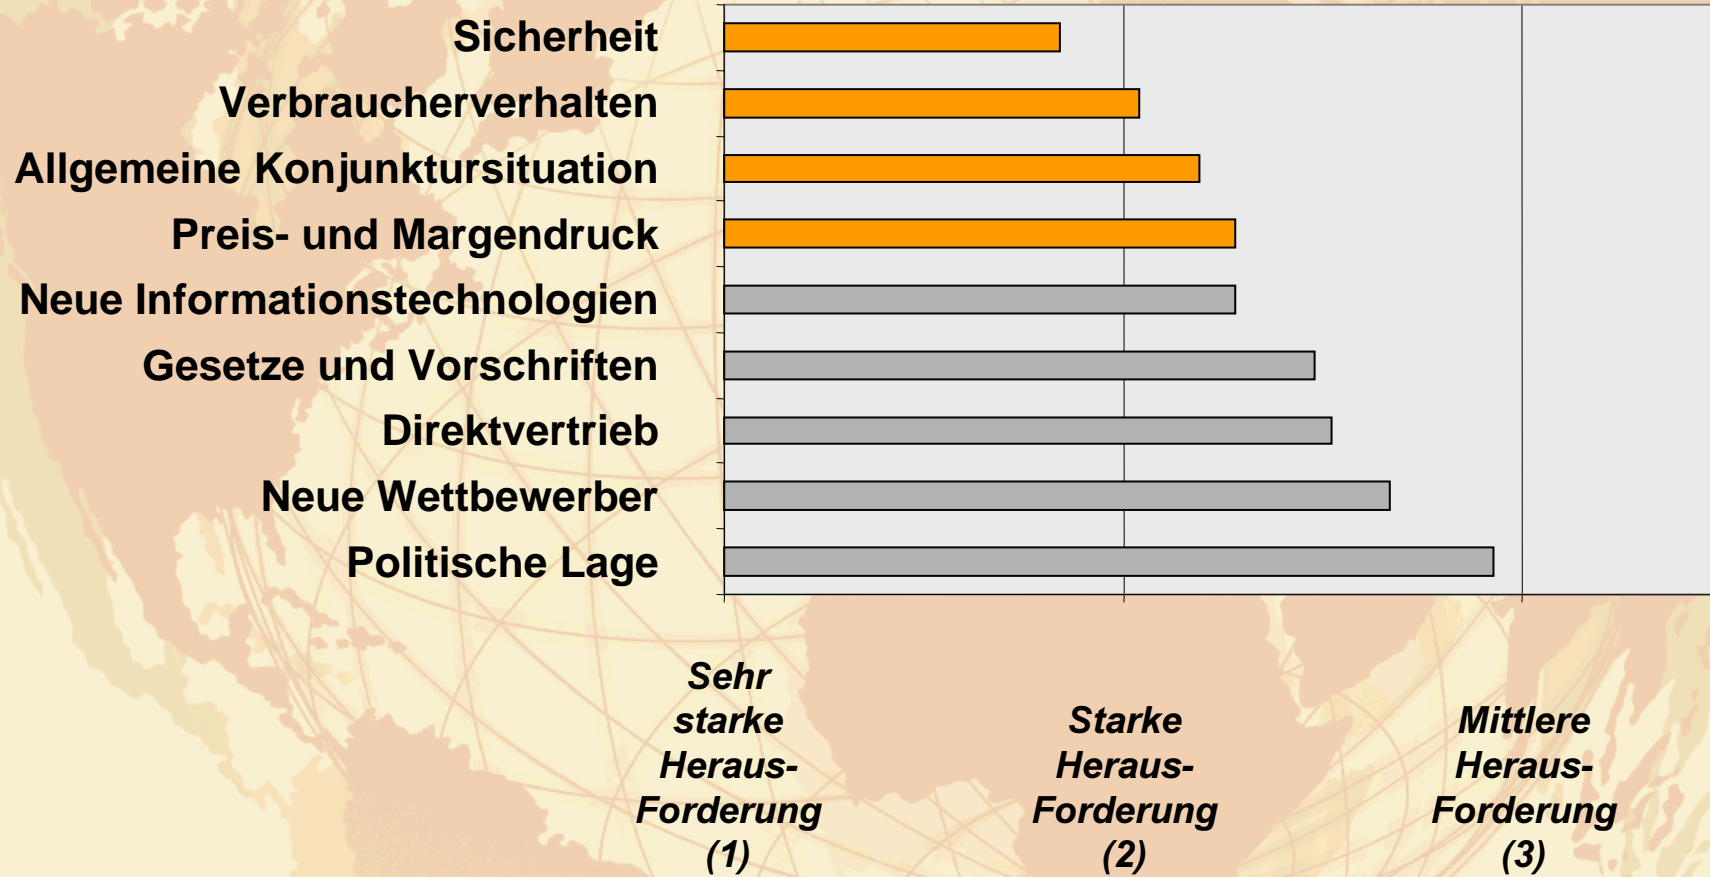 Sicherheit
Verbraucherverhalten
Allgemeine Konjunktursituation
Preis- und Margendruck
Neue Informationstechnologien
Gesetze und Vorschriften
Direktvertrieb
Neue Wettbewerber
Politische Lage
Sehr
starke
Heraus-
Forderung
(1)
Starke
Heraus-
Forderung
(2)
Mittlere
Heraus-
Forderung
(3)